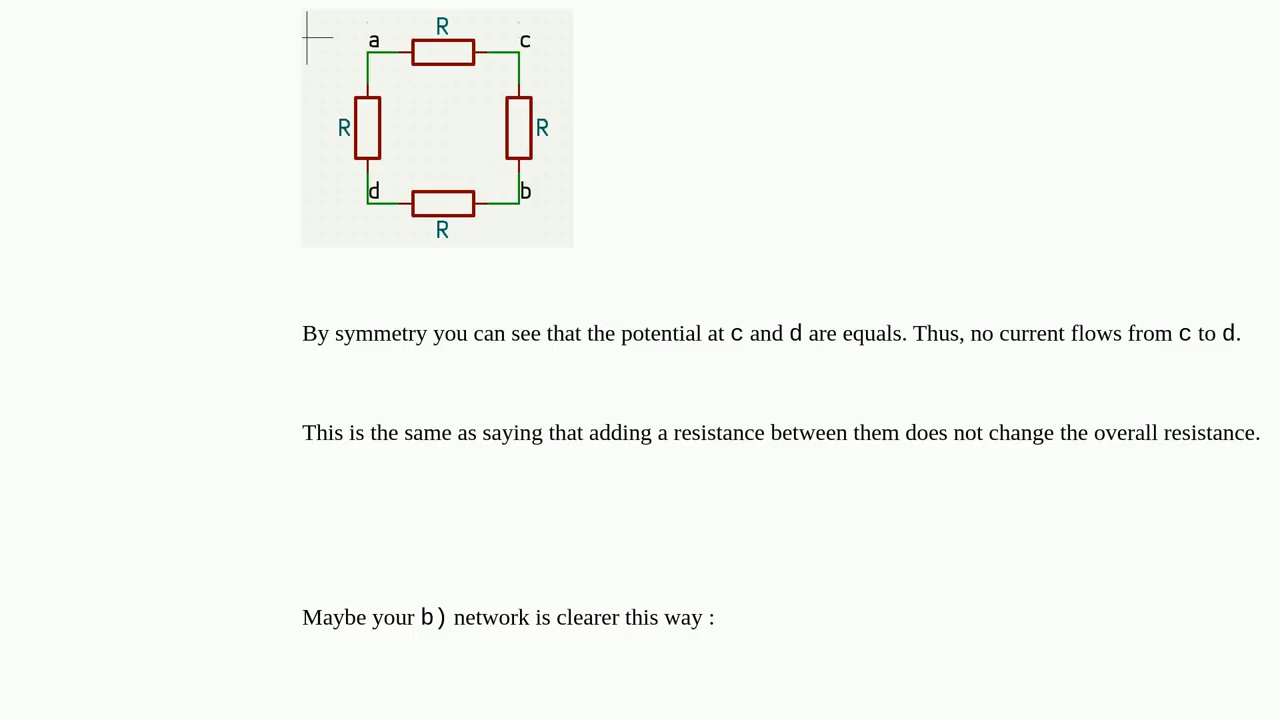 R
a
c
R
R
d
b
R
By symmetry you can see that the potential at c and d are equals. Thus, no current flows from c to d.
This is the same as saying that adding a resistance between them does not change the overall resistance.
Maybe your b) network is clearer this way :